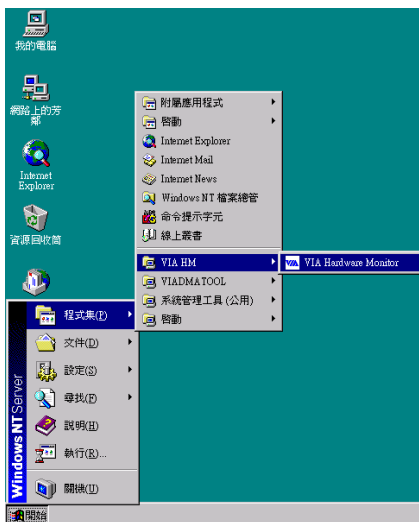 我的電腦
網路上的芳
鄰
Internet
Explorer
資源回收筒
附屬應用程式
啟動
Internet Explorer
Internet Mail
Internet News
Windows NT 檔案總管
命令提示字元
線上叢書
VIA HM
VIADMATOOL
系統管理工具 (公用)
啟動
VIA
VIA Hardware Monitor
程式集(P)
文件(D)
設定(S)
尋找(F)
說明(H)
執行(R)...
關機(U)
Windows NT Server
開始